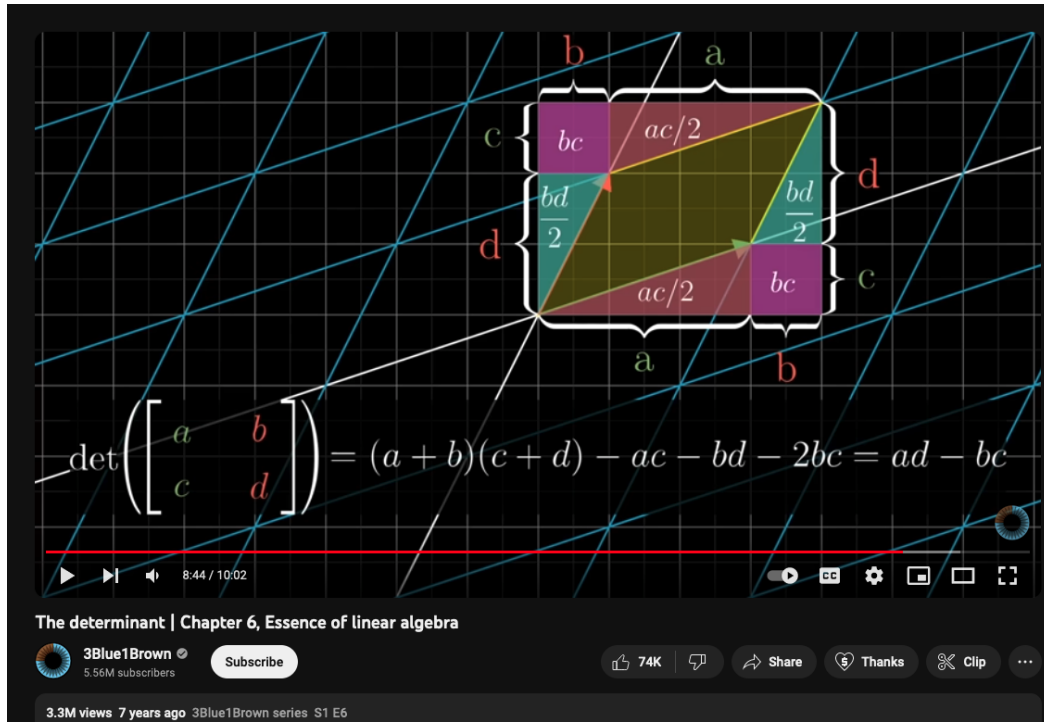 b a
c bc ac/2
bd/2 bd/2 d
d
ac/2 bc c
a b
det([a b; c d]) = (a + b)(c + d) − ac − bd − 2bc = ad − bc
8:44 / 10:02 CC
The determinant | Chapter 6, Essence of linear algebra
3Blue1Brown
5.56M subscribers
Subscribe
74K Share Thanks Clip ...
3.3M views 7 years ago 3Blue1Brown series S1 E6